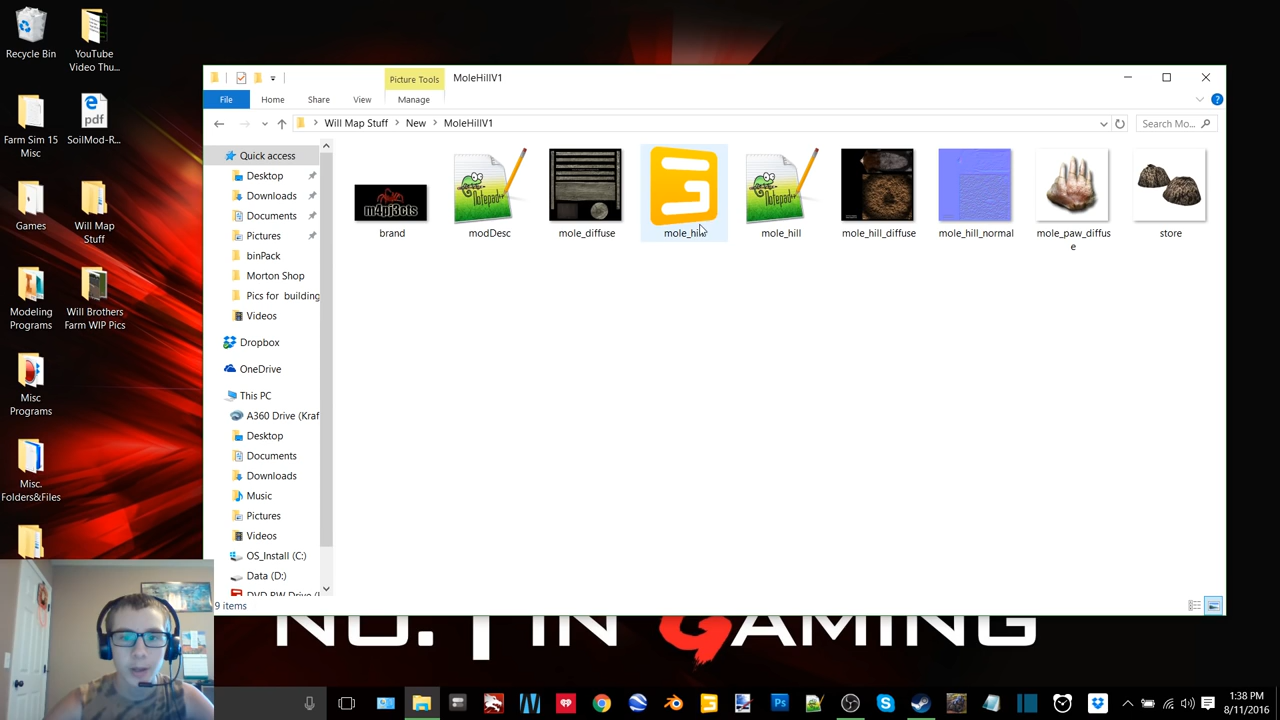 Recycle Bin
YouTube
Video Thu...
Farm Sim 15
Misc
SoilMod-R...
pdf
Games
Will Map
Stuff
Modeling
Programs
Will Brothers
Farm WIP Pics
Misc
Programs
Misc.
Folders&Files
Picture Tools
MoleHillV1
File
Home
Share
View
Manage
Will Map Stuff
New
MoleHillV1
Search Mo...
Quick access
Desktop
Downloads
Documents
Pictures
binPack
Morton Shop
Pics for building
Videos
Dropbox
OneDrive
This PC
A360 Drive (Kraf
Desktop
Documents
Downloads
Music
Pictures
Videos
OS_Install (C:)
Data (D:)
m4pj3cts
notepad++
notepad++
brand
modDesc
mole_diffuse
mole_hill
mole_hill_diffuse
mole_hill_normal
mole_paw_diffus
e
store
9 items
NO.1 IN GAMING
1:38 PM
8/11/2016